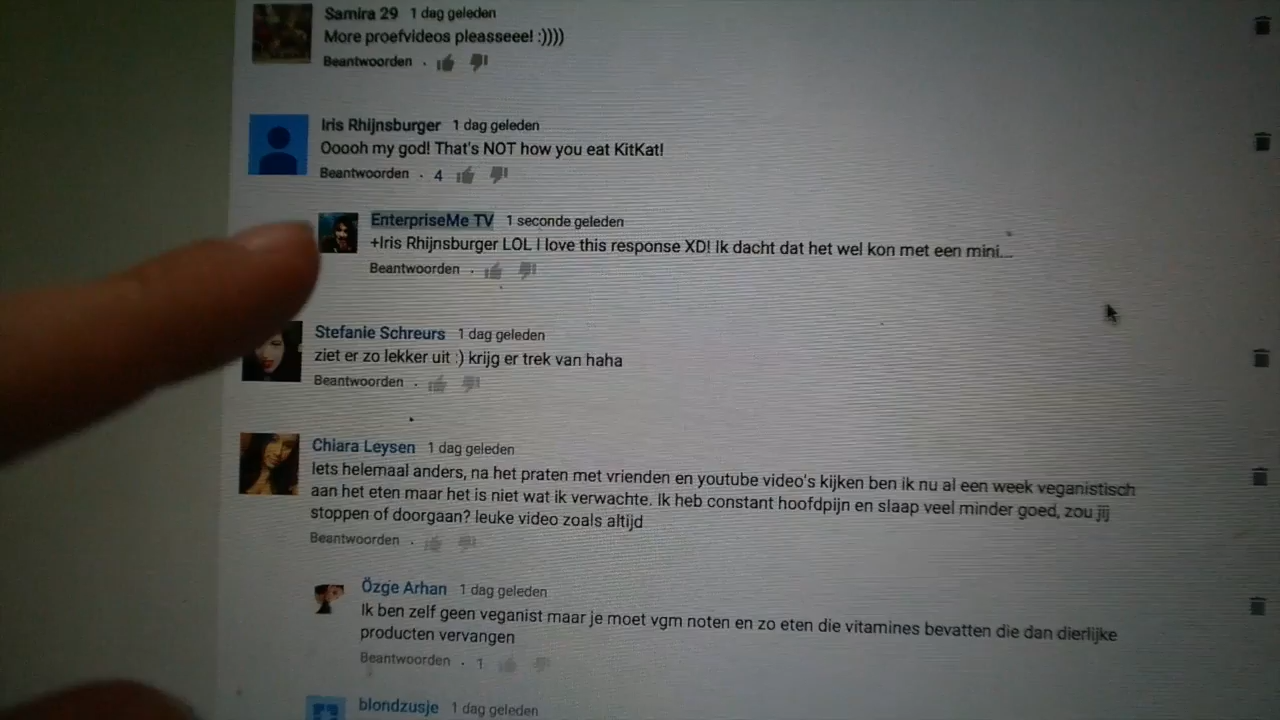 Samira 29 1 dag geleden
More proefvideos pleasseee! :))))
Beantwoorden ·
Iris Rhijnsburger 1 dag geleden
Ooooh my god! That's NOT how you eat KitKat!
Beantwoorden · 4
EnterpriseMe TV 1 seconde geleden
+Iris Rhijnsburger LOL I love this response XD! Ik dacht dat het wel kon met een mini...
Beantwoorden ·
Stefanie Schreurs 1 dag geleden
ziet er zo lekker uit :) krijg er trek van haha
Beantwoorden ·
Chiara Leysen 1 dag geleden
Iets helemaal anders, na het praten met vrienden en youtube video's kijken ben ik nu al een week veganistisch
aan het eten maar het is niet wat ik verwachte. Ik heb constant hoofdpijn en slaap veel minder goed, zou jij
stoppen of doorgaan? leuke video zoals altijd
Beantwoorden ·
Özge Arhan 1 dag geleden
Ik ben zelf geen veganist maar je moet vgm noten en zo eten die vitamines bevatten die dan dierlijke
producten vervangen
Beantwoorden · 1
blondzusje 1 dag geleden